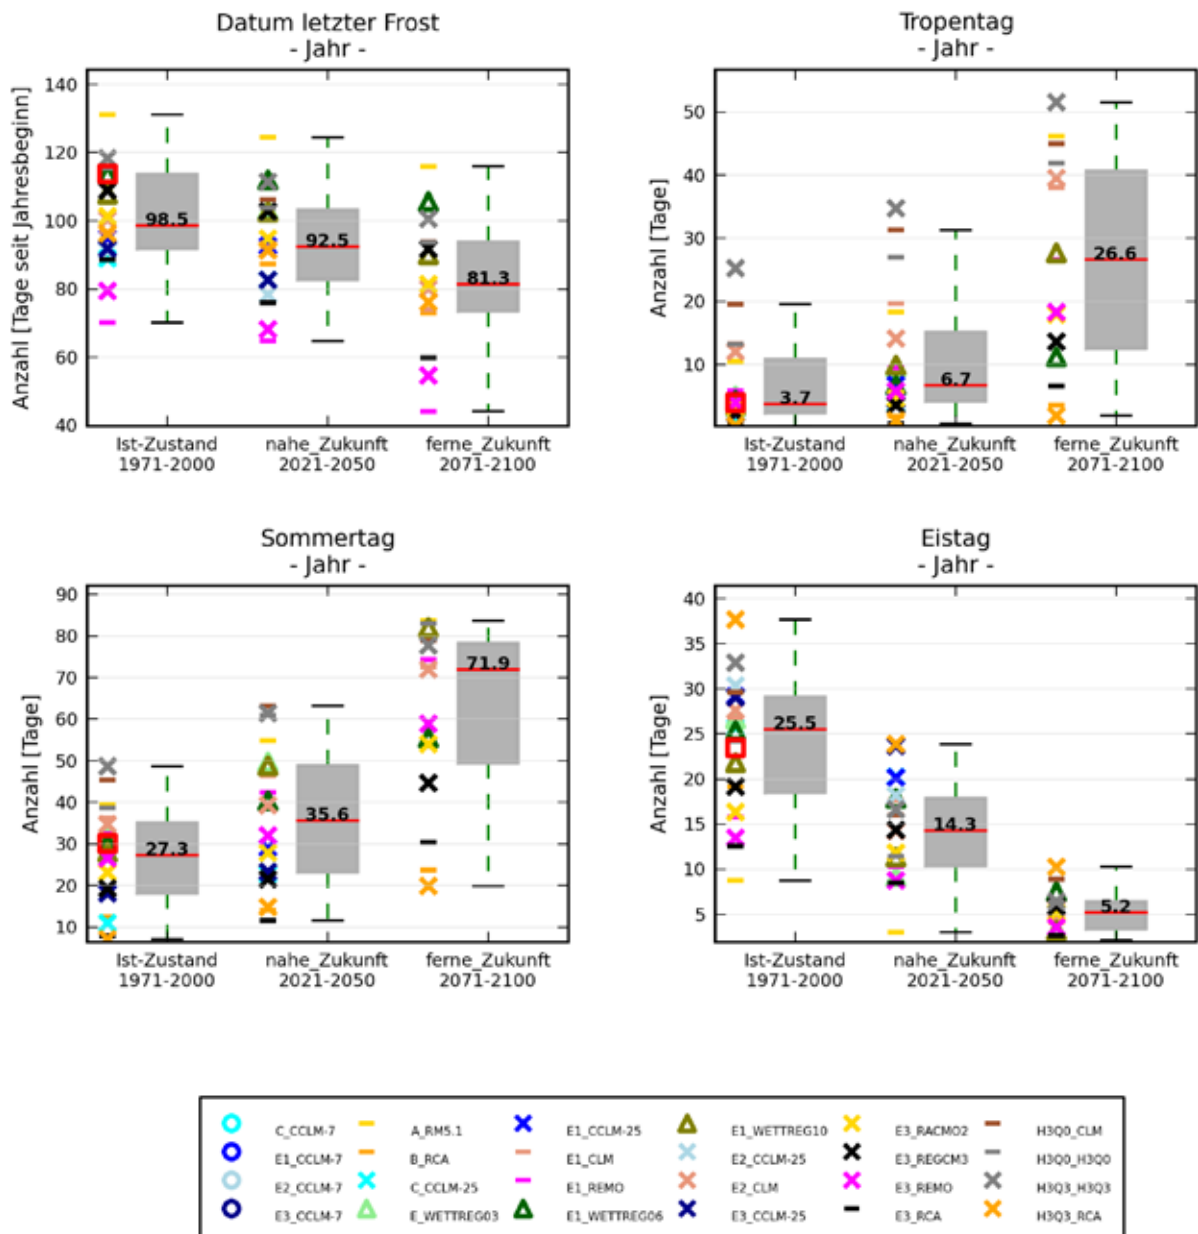 Datum letzter Frost
- Jahr -
Anzahl [Tage seit Jahresbeginn]
140
120
100
80
60
40
98.5
92.5
81.3
Ist-Zustand
1971-2000
nahe_Zukunft
2021-2050
ferne_Zukunft
2071-2100
Tropentag
- Jahr -
Anzahl [Tage]
50
40
30
20
10
3.7
6.7
26.6
Ist-Zustand
1971-2000
nahe_Zukunft
2021-2050
ferne_Zukunft
2071-2100
Sommertag
- Jahr -
Anzahl [Tage]
90
80
70
60
50
40
30
20
10
27.3
35.6
71.9
Ist-Zustand
1971-2000
nahe_Zukunft
2021-2050
ferne_Zukunft
2071-2100
Eistag
- Jahr -
Anzahl [Tage]
40
35
30
25
20
15
10
5
25.5
14.3
5.2
Ist-Zustand
1971-2000
nahe_Zukunft
2021-2050
ferne_Zukunft
2071-2100
C_CCLM-7
E1_CCLM-7
E2_CCLM-7
E3_CCLM-7
A_RM5.1
B_RCA
C_CCLM-25
E_WETTREG03
E1_CCLM-25
E1_CLM
E1_REMO
E1_WETTREG06
E1_WETTREG10
E2_CCLM-25
E2_CLM
E3_CCLM-25
E3_RACMO2
E3_REGCM3
E3_REMO
E3_RCA
H3Q0_CLM
H3Q0_H3Q0
H3Q3_H3Q3
H3Q3_RCA